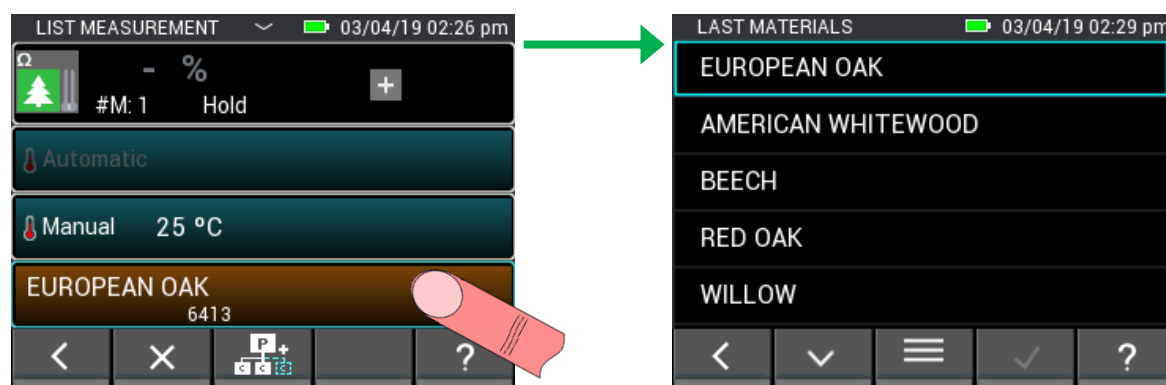 LIST MEASUREMENT 03/04/19 02:26 pm
Ω - %
#M: 1 Hold +
Automatic
Manual 25 ºC
EUROPEAN OAK
6413
P +
C C C
?
LAST MATERIALS 03/04/19 02:29 pm
EUROPEAN OAK
AMERICAN WHITEWOOD
BEECH
RED OAK
WILLOW
?